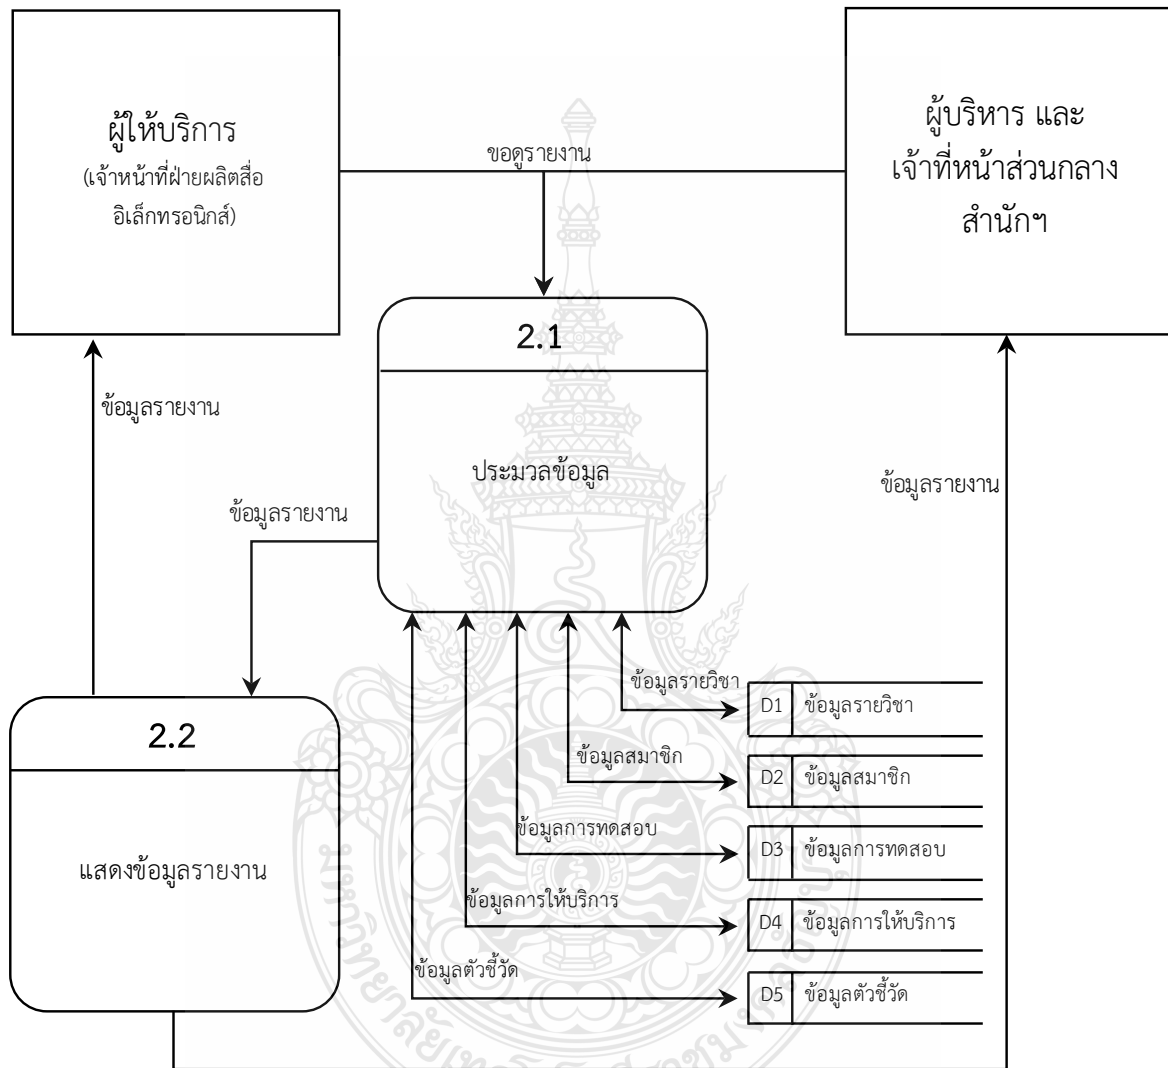 ผู้ให้บริการ
(เจ้าหน้าที่ฝ่ายผลิตสื่อ
อิเล็กทรอนิกส์)
ขอดูรายงาน
ผู้บริหาร และ
เจ้าที่หน้าส่วนกลาง
สำนักฯ
2.1
ประมวลข้อมูล
ข้อมูลรายงาน
ข้อมูลรายงาน
ข้อมูลรายงาน
2.2
แสดงข้อมูลรายงาน
ข้อมูลรายวิชา
D1 ข้อมูลรายวิชา
ข้อมูลสมาชิก
D2 ข้อมูลสมาชิก
ข้อมูลการทดสอบ
D3 ข้อมูลการทดสอบ
ข้อมูลการให้บริการ
D4 ข้อมูลการให้บริการ
ข้อมูลตัวชี้วัด
D5 ข้อมูลตัวชี้วัด